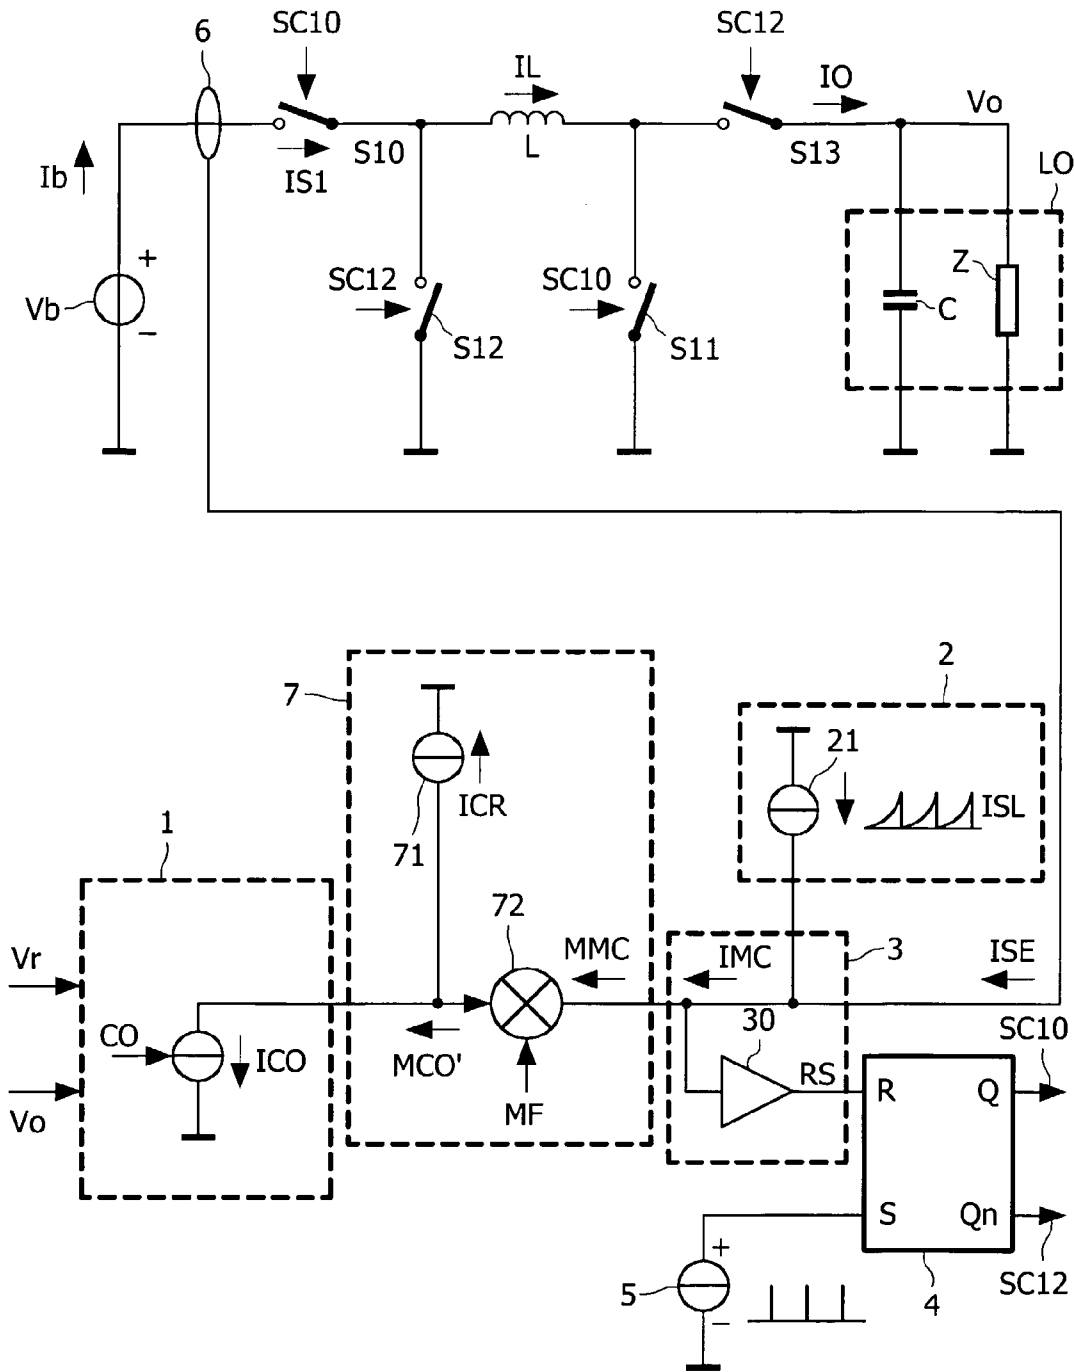 6
SC10
IL
SC12
IO
Vo
Ib
IS1
S10
L
S13
LO
Vb
+
−
SC12
S12
SC10
S11
C
Z
2
7
21
ISL
1
ICR
71
72
Vr
MMC
IMC
3
ISE
CO
ICO
MCO'
30
RS
SC10
Vo
MF
R
Q
S
Qn
5
+
−
4
SC12